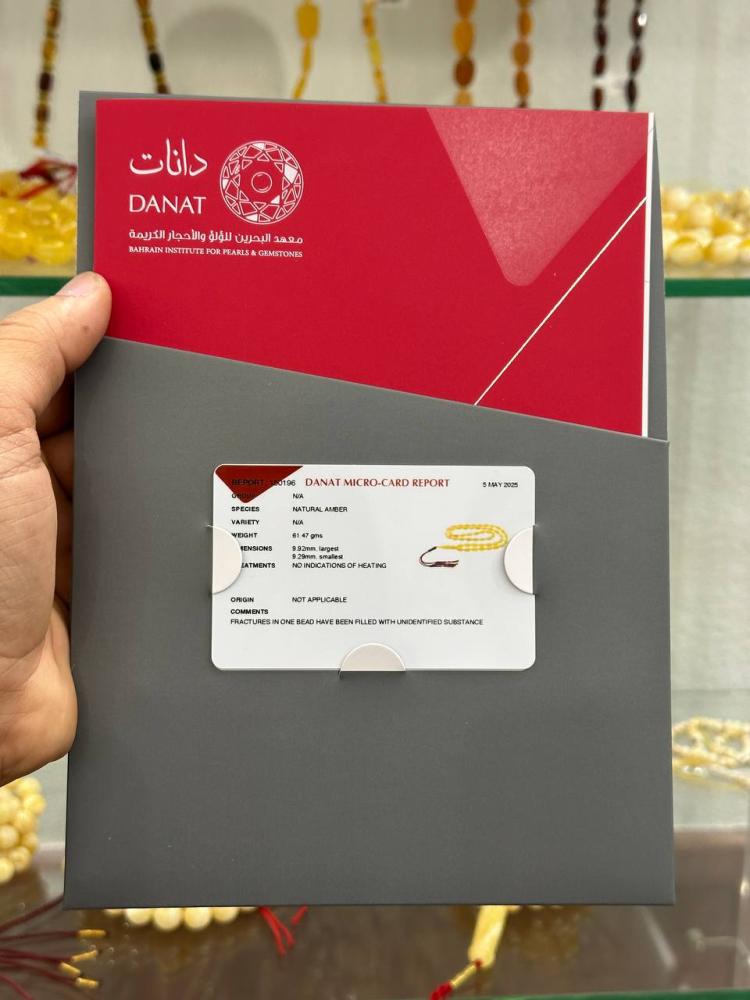 دانات
DANAT
معهد البحرين للؤلؤ والأحجار الكريمة
BAHRAIN INSTITUTE FOR PEARLS & GEMSTONES
REPORT 180196 DANAT MICRO-CARD REPORT 5 MAY 2025
N/A
SPECIES NATURAL AMBER
VARIETY N/A
WEIGHT 61.47 gms
9.92mm. largest
9.29mm. smallest
NO INDICATIONS OF HEATING
ORIGIN NOT APPLICABLE
COMMENTS
FRACTURES IN ONE BEAD HAVE BEEN FILLED WITH UNIDENTIFIED SUBSTANCE